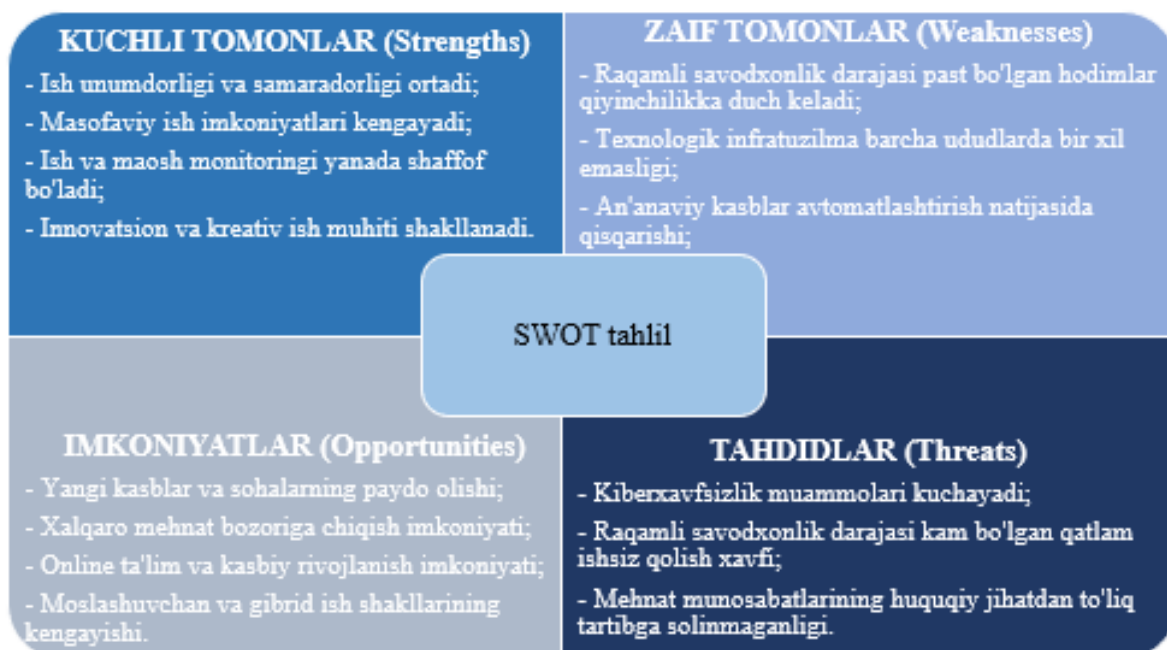 KUCHLI TOMONLAR (Strengths)
- Ish unumdorligi va samaradorligi ortadi;
- Masofaviy ish imkoniyatlari kengayadi;
- Ish va maosh monitoringi yanada shaffof
bo'ladi;
- Innovatsion va kreativ ish muhiti shakllanadi.
ZAIF TOMONLAR (Weaknesses)
- Raqamli savodxonlik darajasi past bo'lgan hodimlar
qiyinchilikka duch keladi;
- Texnologik infratuzilma barcha ududlarda bir xil
emasligi;
- An'anaviy kasblar avtomatlashtirish natijasida
qisqarishi;
SWOT tahlil
IMKONIYATLAR (Opportunities)
- Yangi kasblar va sohalarning paydo olishi;
- Xalqaro mehnat bozoriga chiqish imkoniyati;
- Online ta'lim va kasbiy rivojlanish imkoniyati;
- Moslashuvchan va gibrid ish shakllarining
kengayishi.
TAHDIDLAR (Threats)
- Kiberxavfsizlik muammolari kuchayadi;
- Raqamli savodxonlik darajasi kam bo'lgan qatlam
ishsiz qolish xavfi;
- Mehnat munosabatlarining huquqiy jihatdan to'liq
tartibga solinmaganligi.